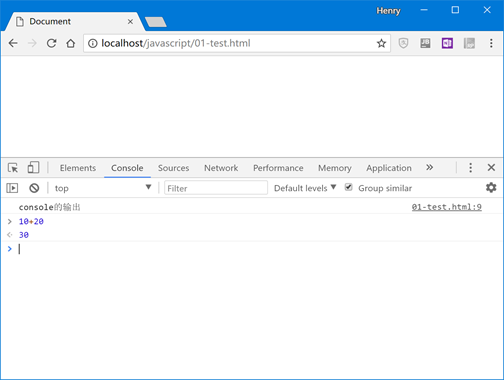 Henry
Document
localhost/javascript/01-test.html
Elements Console Sources Network Performance Memory Application
top Filter Default levels Group similar
console的输出 01-test.html:9
10+20
30